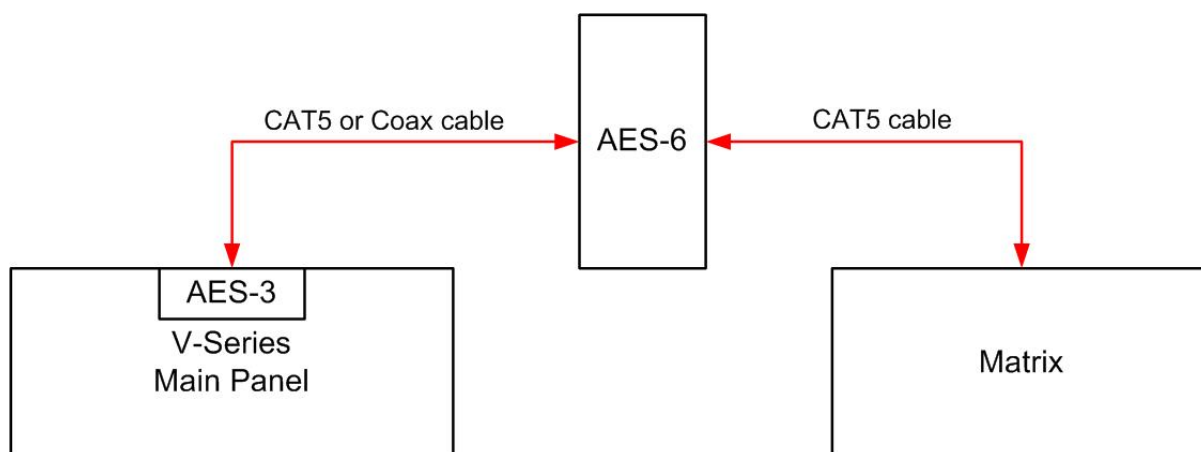 CAT5 or Coax cable
AES-6
CAT5 cable
AES-3
V-Series
Main Panel
Matrix